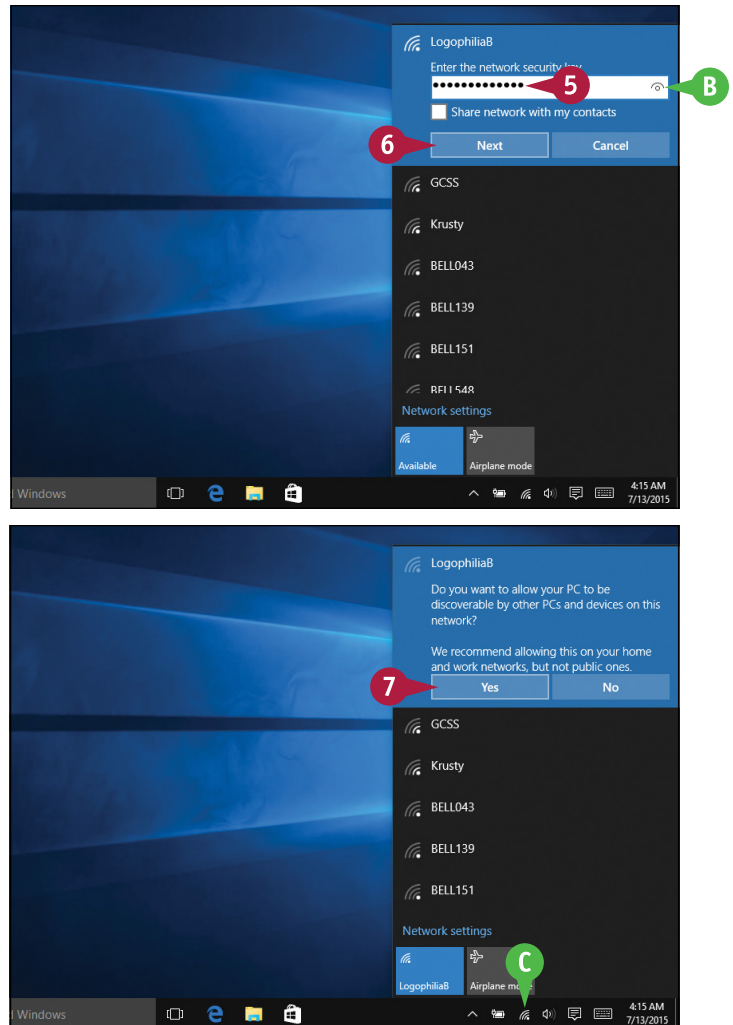 LogophiliaB
Enter the network security key
•••••••••••••
5
B
Share network with my contacts
6
Next
Cancel
GCSS
Krusty
BELL043
BELL139
BELL151
BELL548
Network settings
Available
Airplane mode
d Windows
4:15 AM
7/13/2015
LogophiliaB
Do you want to allow your PC to be
discoverable by other PCs and devices on this
network?
We recommend allowing this on your home
and work networks, but not public ones.
7
Yes
No
GCSS
Krusty
BELL043
BELL139
BELL151
Network settings
C
LogophiliaB
Airplane mode
d Windows
4:15 AM
7/13/2015